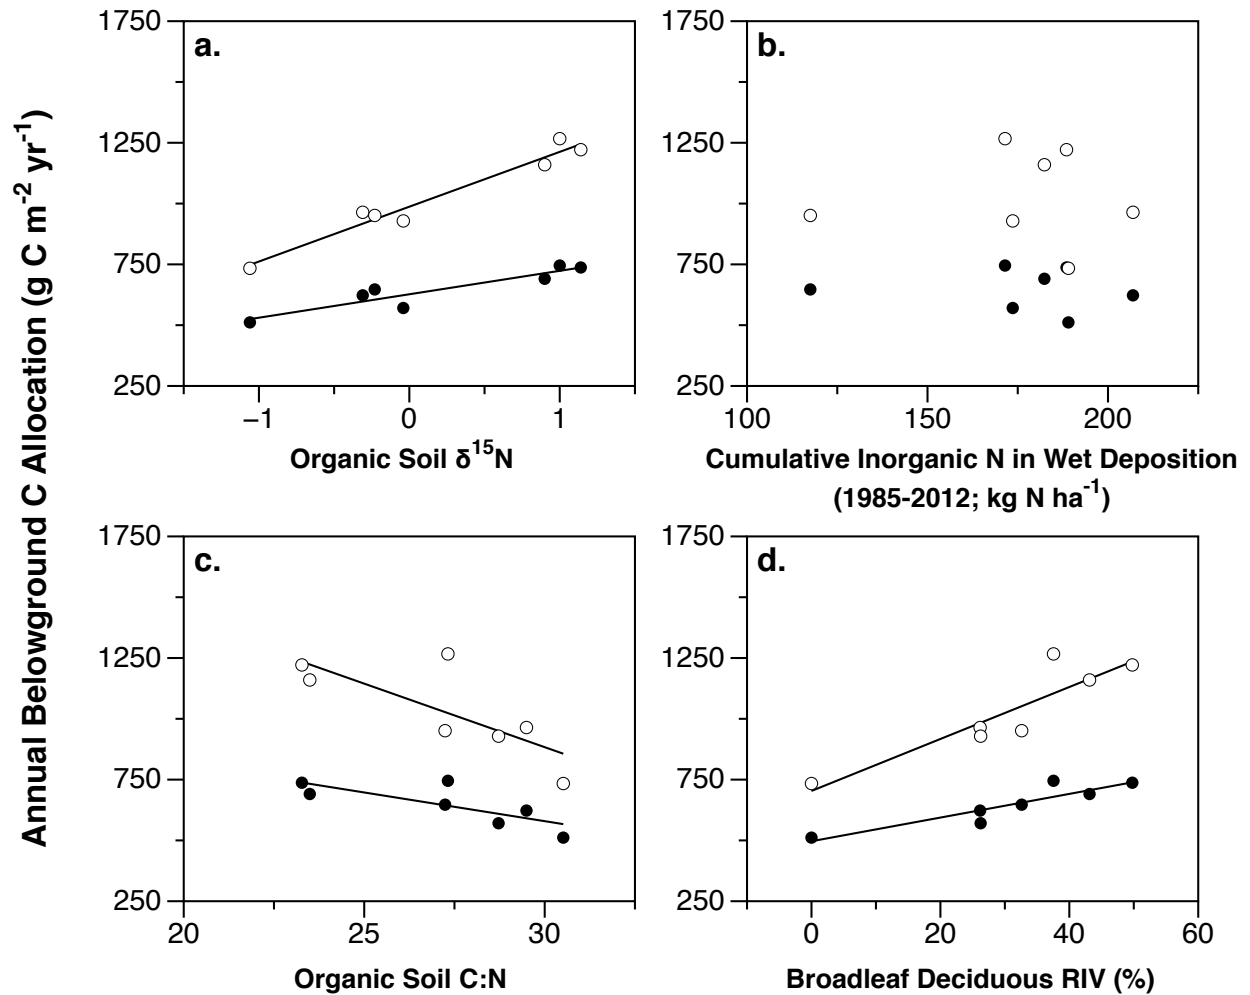 Annual Belowground C Allocation (g C m⁻² yr⁻¹)
a.
1750
1250
750
250
−1 0 1
Organic Soil δ¹⁵N
b.
1750
1250
750
250
100 150 200
Cumulative Inorganic N in Wet Deposition
(1985-2012; kg N ha⁻¹)
c.
1750
1250
750
250
20 25 30
Organic Soil C:N
d.
1750
1250
750
250
0 20 40 60
Broadleaf Deciduous RIV (%)